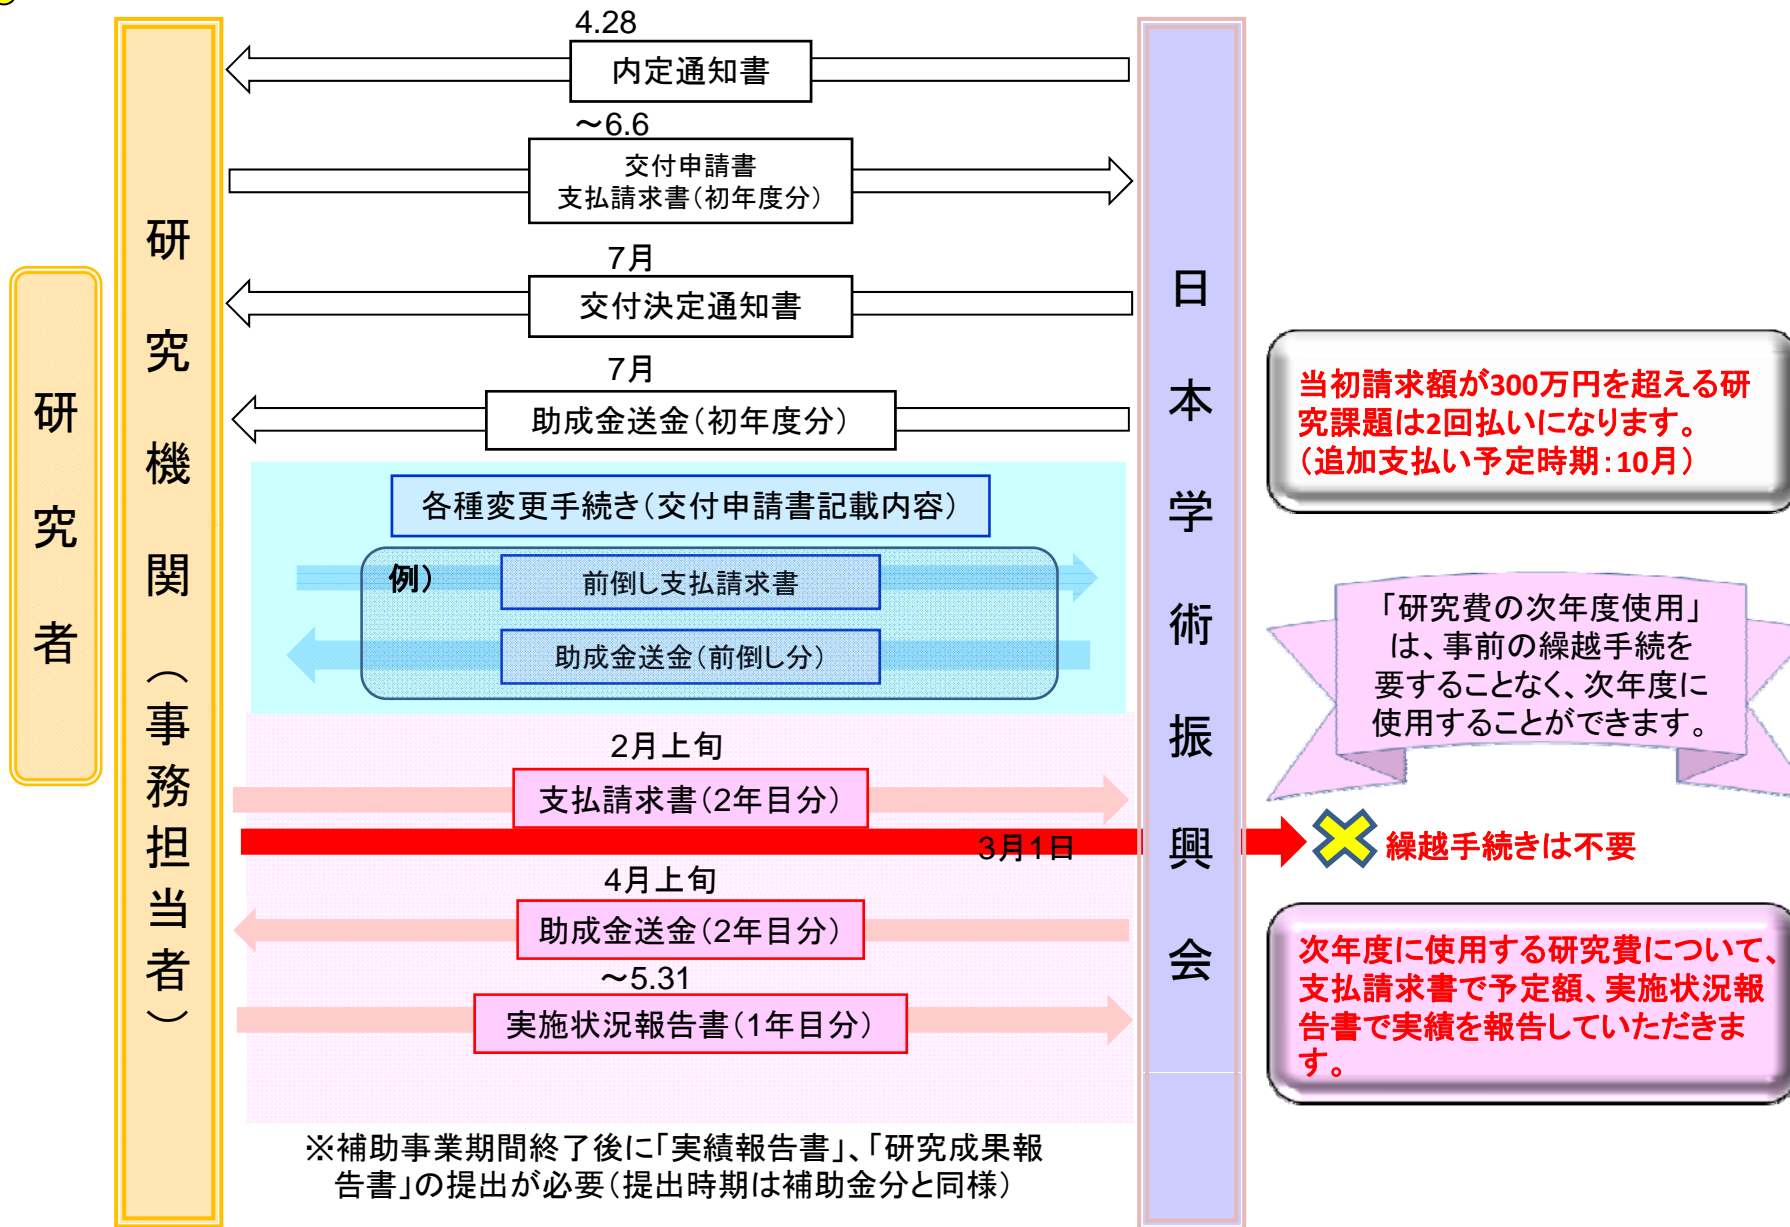 研究者
研究機関（事務担当者）
4.28
内定通知書
～6.6
交付申請書
支払請求書（初年度分）
7月
交付決定通知書
7月
助成金送金（初年度分）
各種変更手続き（交付申請書記載内容）
例）
前倒し支払請求書
助成金送金（前倒し分）
2月上旬
支払請求書（2年目分）
3月1日
4月上旬
助成金送金（2年目分）
～5.31
実施状況報告書（1年目分）
※補助事業期間終了後に「実績報告書」、「研究成果報
告書」の提出が必要（提出時期は補助金分と同様）
日本学術振興会
当初請求額が300万円を超える研
究課題は2回払いになります。
（追加支払い予定時期：10月）
「研究費の次年度使用」
は、事前の繰越手続を
要することなく、次年度に
使用することができます。
繰越手続きは不要
次年度に使用する研究費について、
支払請求書で予定額、実施状況報
告書で実績を報告していただきま
す。